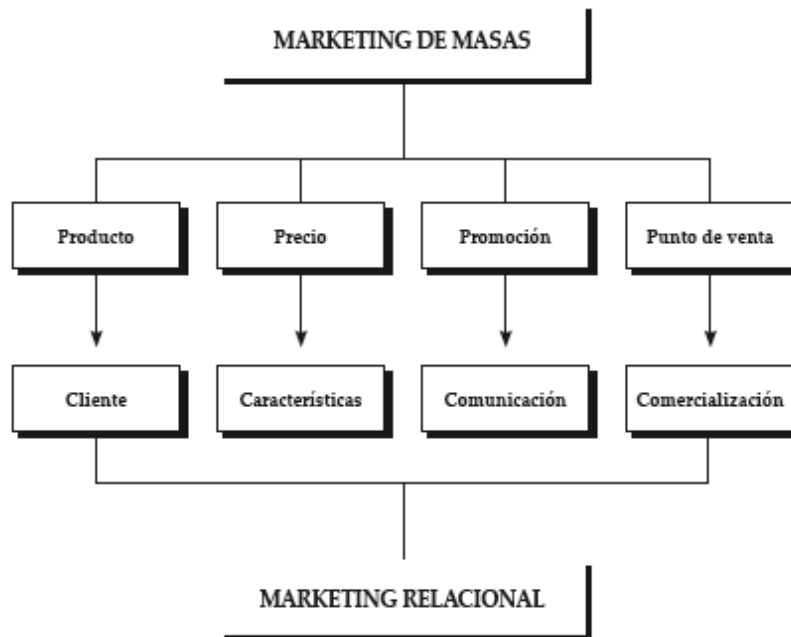 MARKETING DE MASAS
Producto
Precio
Promoción
Punto de venta
Cliente
Características
Comunicación
Comercialización
MARKETING RELACIONAL